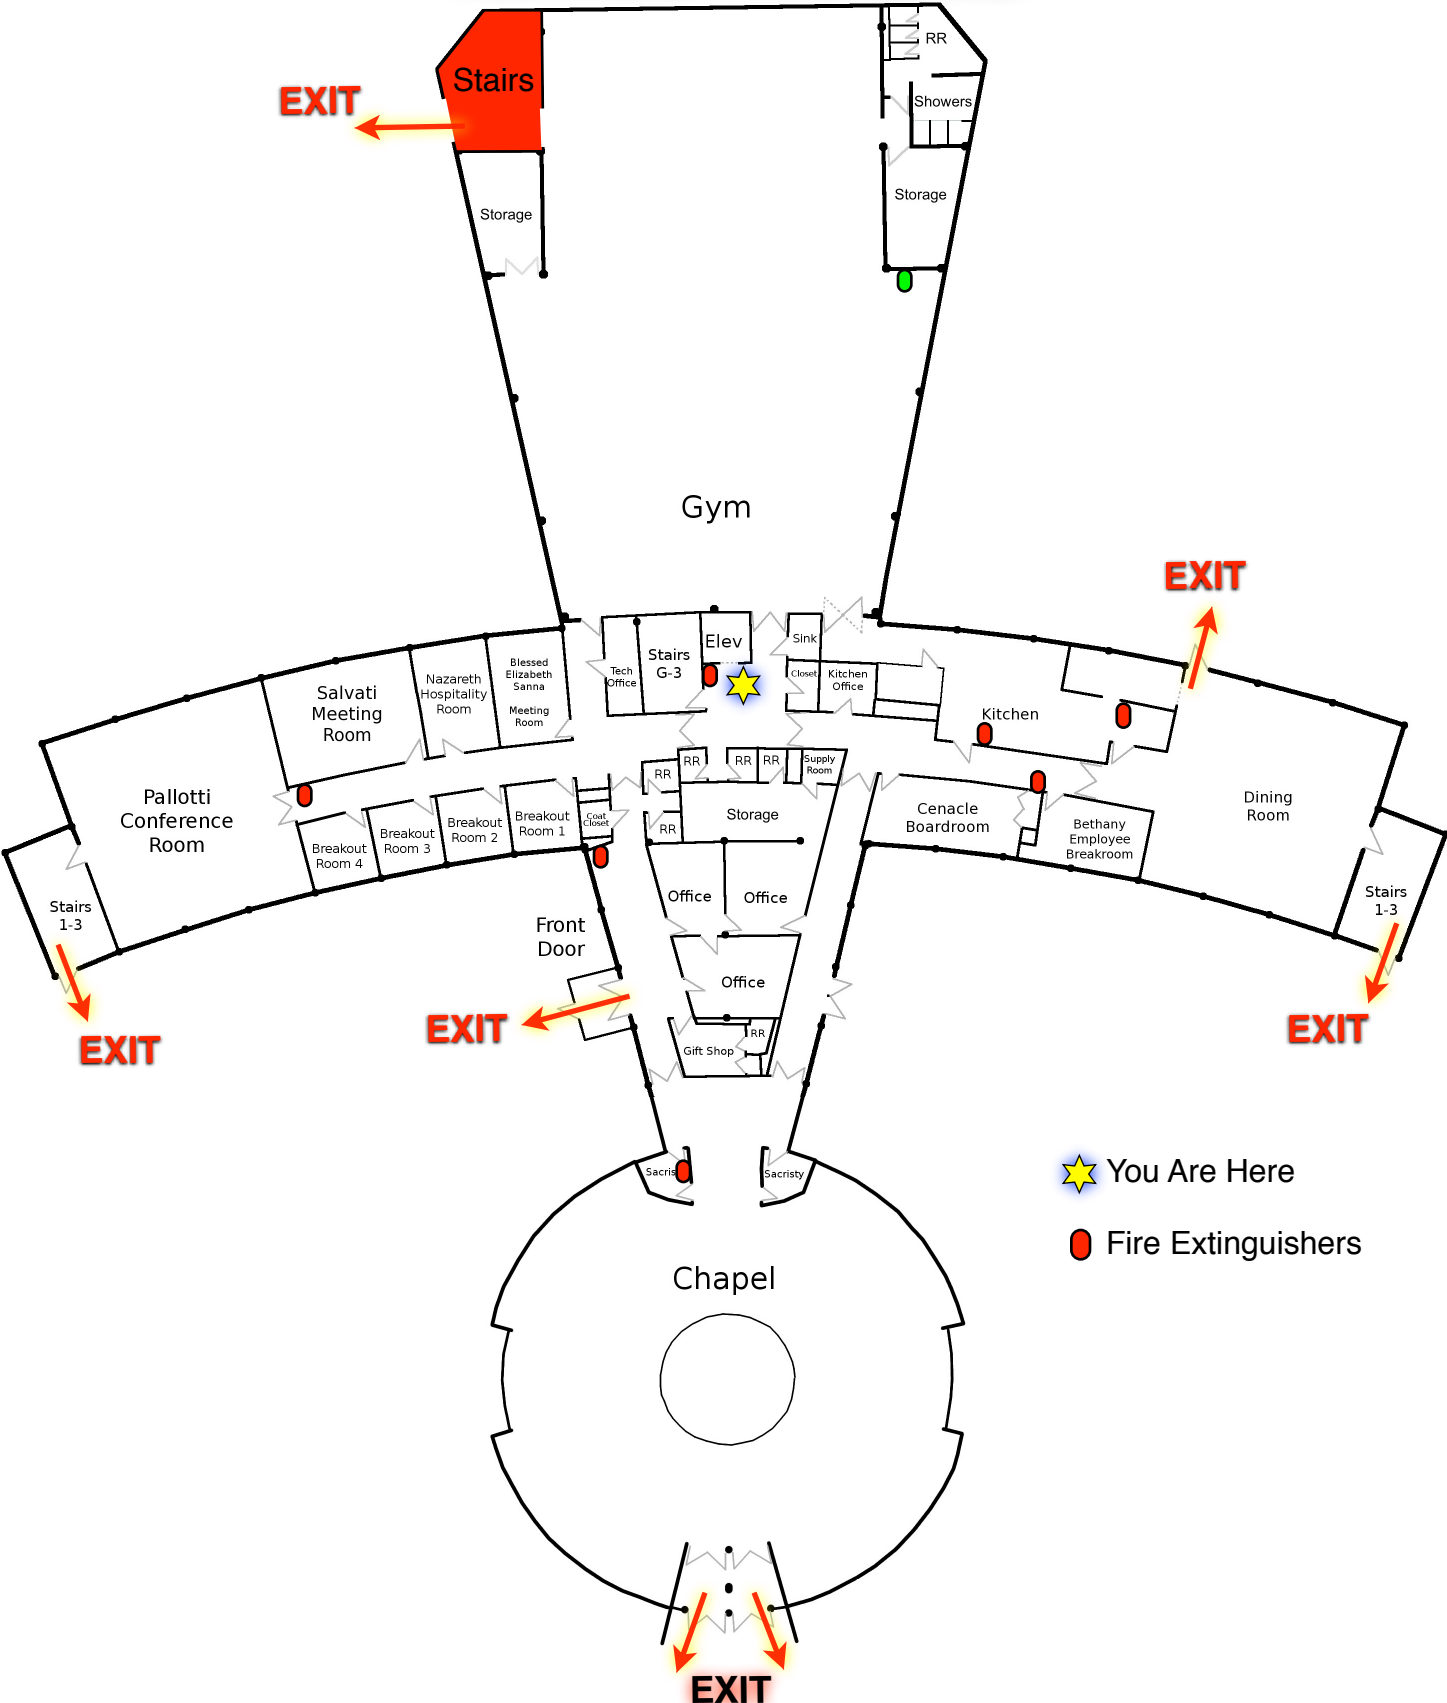 RR
Stairs
EXIT
Showers
Storage
Storage
Gym
EXIT
Elev
Sink
Stairs
G-3
Tech
Office
Closet
Kitchen
Office
Blessed
Elizabeth
Sanna
Meeting
Room
Nazareth
Hospitality
Room
Salvati
Meeting
Room
Kitchen
RR
RR
RR
RR
Supply
Room
Pallotti
Conference
Room
Breakout
Room 4
Breakout
Room 3
Breakout
Room 2
Breakout
Room 1
Coat
Closet
RR
Storage
Cenacle
Boardroom
Bethany
Employee
Breakroom
Dining
Room
Stairs
1-3
Stairs
1-3
Office
Office
Front
Door
Office
EXIT
EXIT
EXIT
Gift Shop
RR
Sacris
Sacristy
You Are Here
Fire Extinguishers
Chapel
EXIT